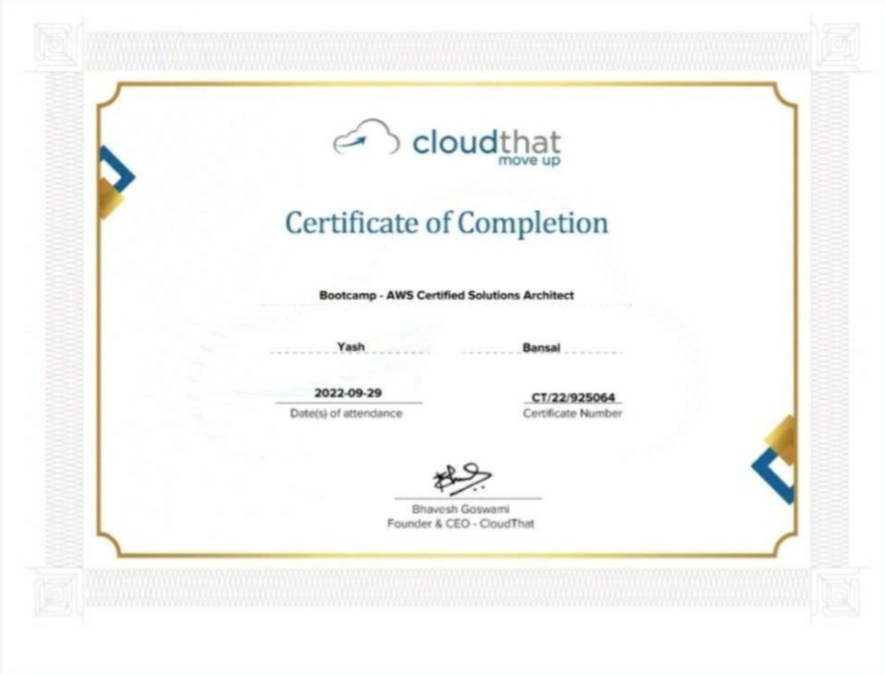 cloudthat
move up
Certificate of Completion
Bootcamp - AWS Certified Solutions Architect
Yash Bansal
2022-09-29 CT/22/925064
Date(s) of attendance Certificate Number
Bhavesh Goswami
Founder & CEO - CloudThat